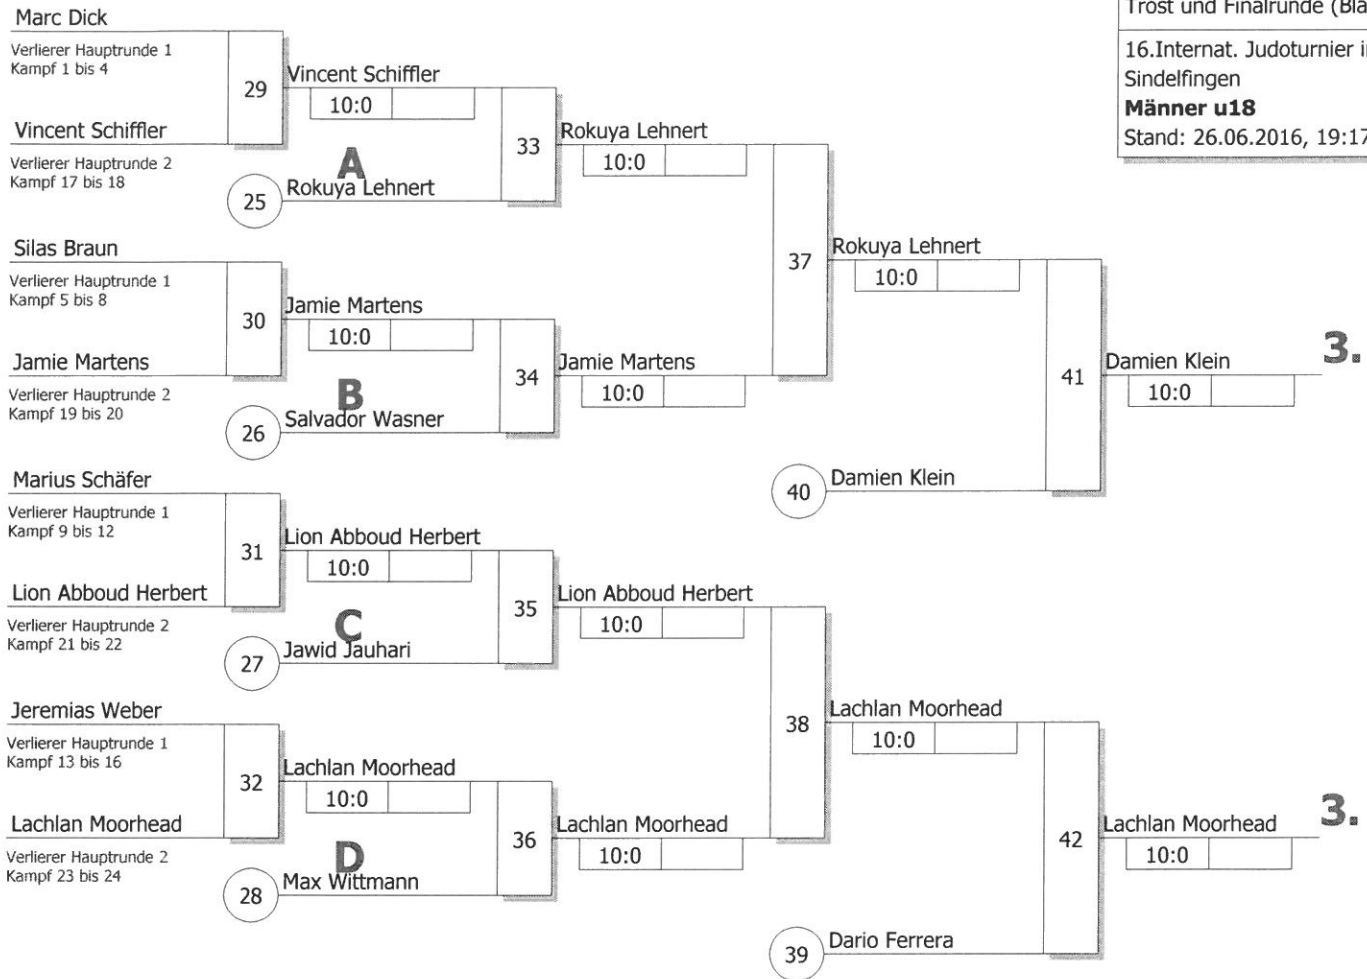 Trost und Finalrunde
16.Internat. Judoturnier
Sindelfingen
Männer u18
Stand: 26.06.2016, 19:17
Marc Dick
Verlierer Hauptrunde 1
Kampf 1 bis 4
29
Vincent Schiffler
10:0
Vincent Schiffler
Verlierer Hauptrunde 2
Kampf 17 bis 18
A
25
Rokuya Lehnert
33
Rokuya Lehnert
10:0
Silas Braun
Verlierer Hauptrunde 1
Kampf 5 bis 8
30
Jamie Martens
10:0
Jamie Martens
Verlierer Hauptrunde 2
Kampf 19 bis 20
B
26
Salvador Wasner
34
Jamie Martens
10:0
37
Rokuya Lehnert
10:0
40
Damien Klein
41
Damien Klein
10:0
3.
Marius Schäfer
Verlierer Hauptrunde 1
Kampf 9 bis 12
31
Lion Abboud Herbert
10:0
Lion Abboud Herbert
Verlierer Hauptrunde 2
Kampf 21 bis 22
C
27
Jawid Jauhari
35
Lion Abboud Herbert
10:0
Jeremias Weber
Verlierer Hauptrunde 1
Kampf 13 bis 16
32
Lachlan Moorhead
10:0
Lachlan Moorhead
Verlierer Hauptrunde 2
Kampf 23 bis 24
D
28
Max Wittmann
36
Lachlan Moorhead
10:0
38
Lachlan Moorhead
10:0
39
Dario Ferrera
42
Lachlan Moorhead
10:0
3.